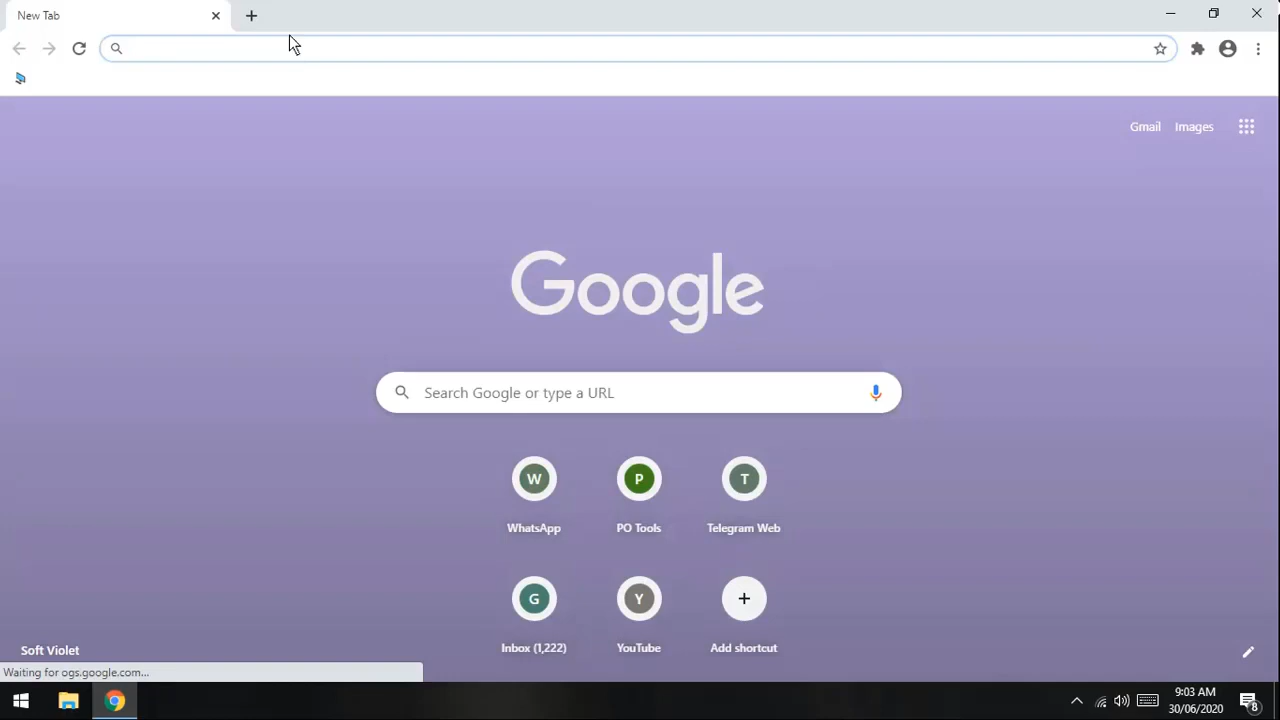 New Tab
Gmail Images
Google
Search Google or type a URL
W P T
WhatsApp PO Tools Telegram Web
G Y
Inbox (1,222) YouTube Add shortcut
Soft Violet
Waiting for ogs.google.com...
9:03 AM
30/06/2020
8